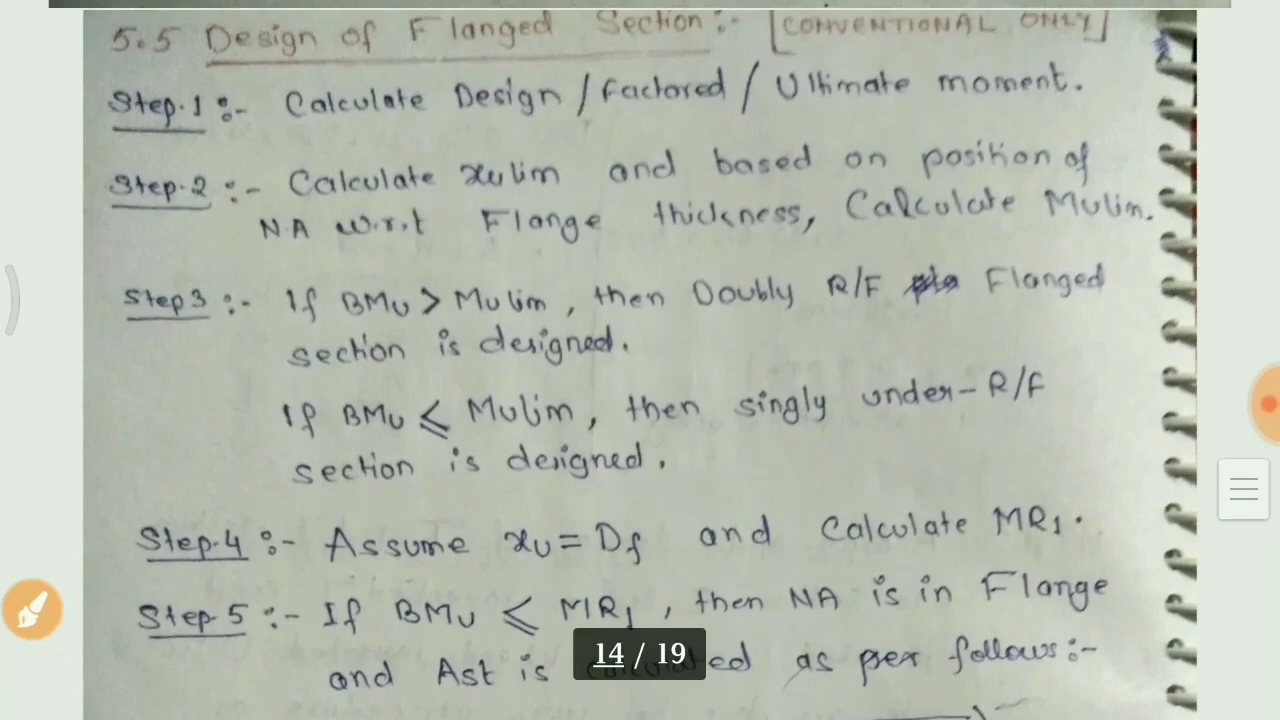 5.5 Design of Flanged Section:- [CONVENTIONAL ONLY]
Step.1 :- Calculate Design / Factored / Ultimate moment.
Step.2 :- Calculate xulim and based on position of
N.A w.r.t Flange thickness, Calculate Mulim.
Step3 :- If BMu > Mulim, then Doubly R/F Flanged
section is designed.
If BMu ⩽ Mulim, then singly under-R/F
section is designed.
Step.4 :- Assume xu = Df and Calculate MR1.
Step.5 :- If BMu ⩽ MR1, then NA is in Flange
and Ast is calculated as per follows:-
14 / 19